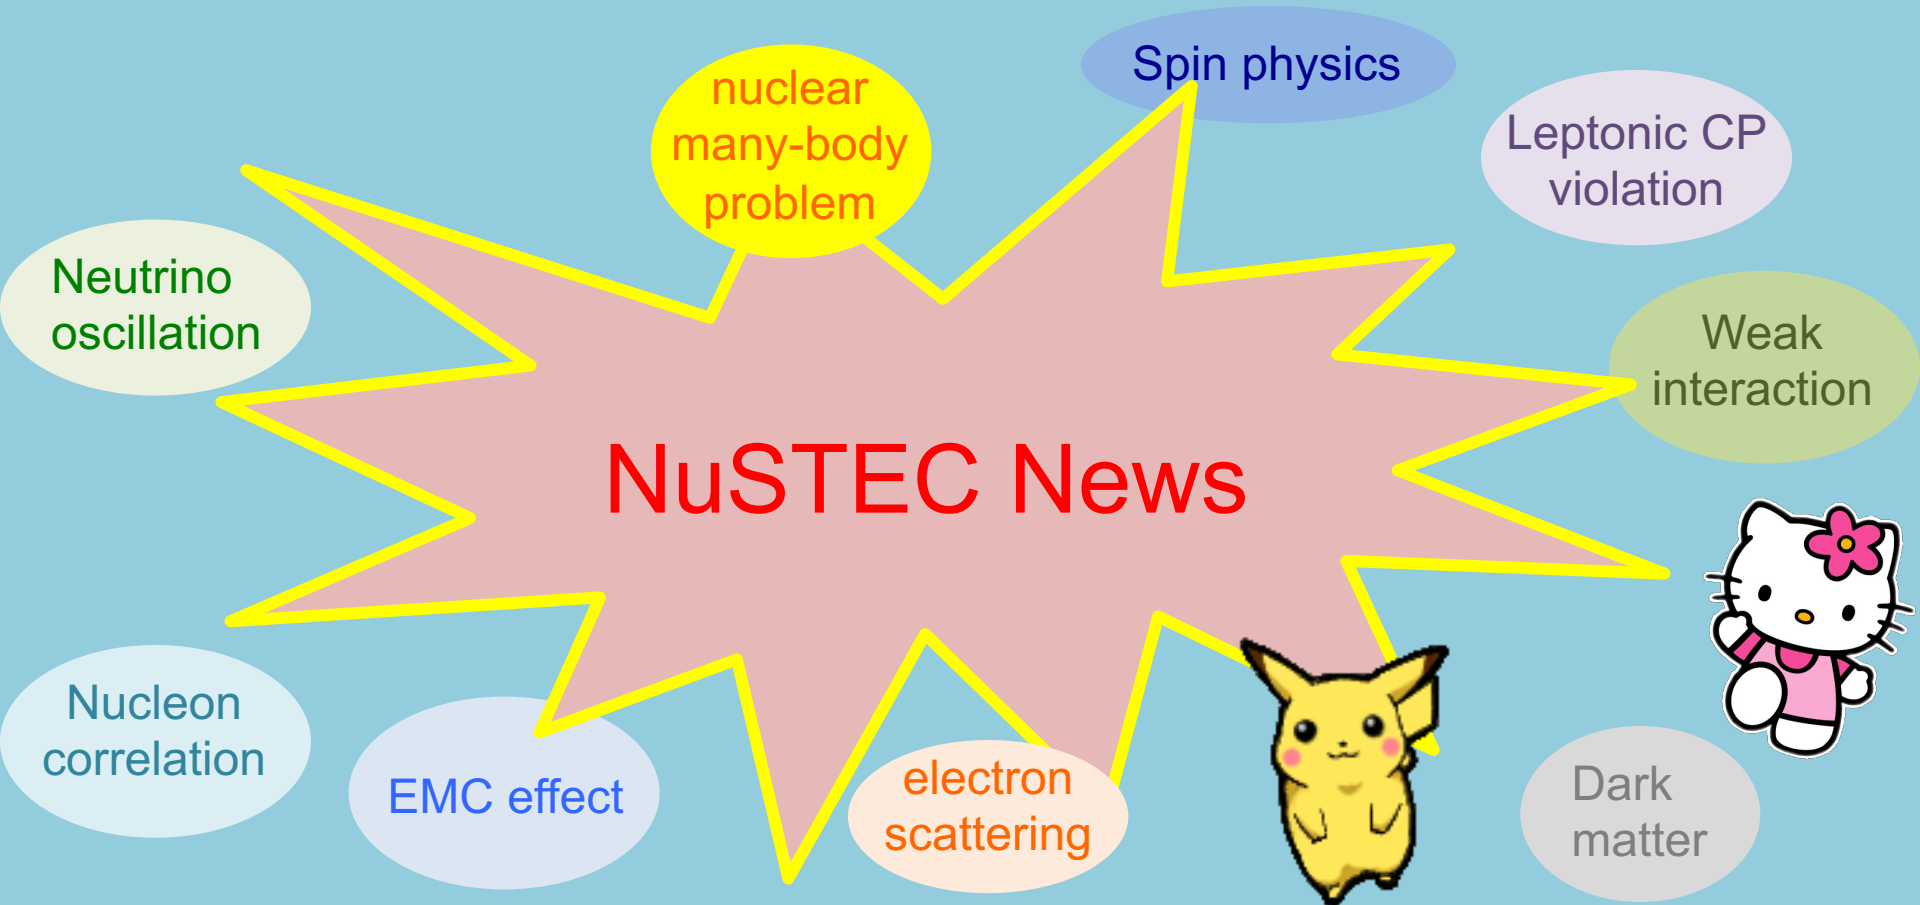 Spin physics
nuclear
many-body
problem
Leptonic CP
violation
Neutrino
oscillation
Weak
interaction
NuSTEC News
Nucleon
correlation
EMC effect
electron
scattering
Dark
matter